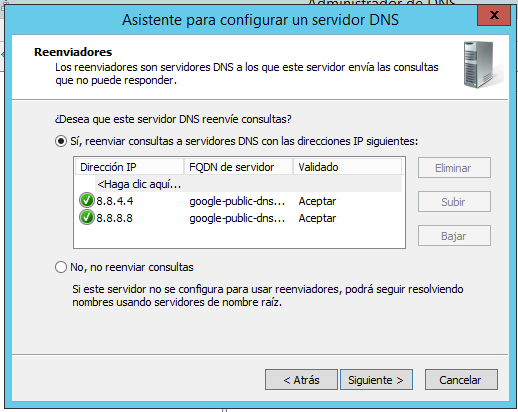 Administrador de DNS
Asistente para configurar un servidor DNS
x
Reenviadores
Los reenviadores son servidores DNS a los que este servidor envía las consultas
que no puede responder.
¿Desea que este servidor DNS reenvíe consultas?
Sí, reenviar consultas a servidores DNS con las direcciones IP siguientes:
Dirección IP FQDN de servidor Validado
<Haga clic aquí...
8.8.4.4 google-public-dns... Aceptar
8.8.8.8 google-public-dns... Aceptar
Eliminar
Subir
Bajar
No, no reenviar consultas
Si este servidor no se configura para usar reenviadores, podrá seguir resolviendo
nombres usando servidores de nombre raíz.
< Atrás Siguiente > Cancelar